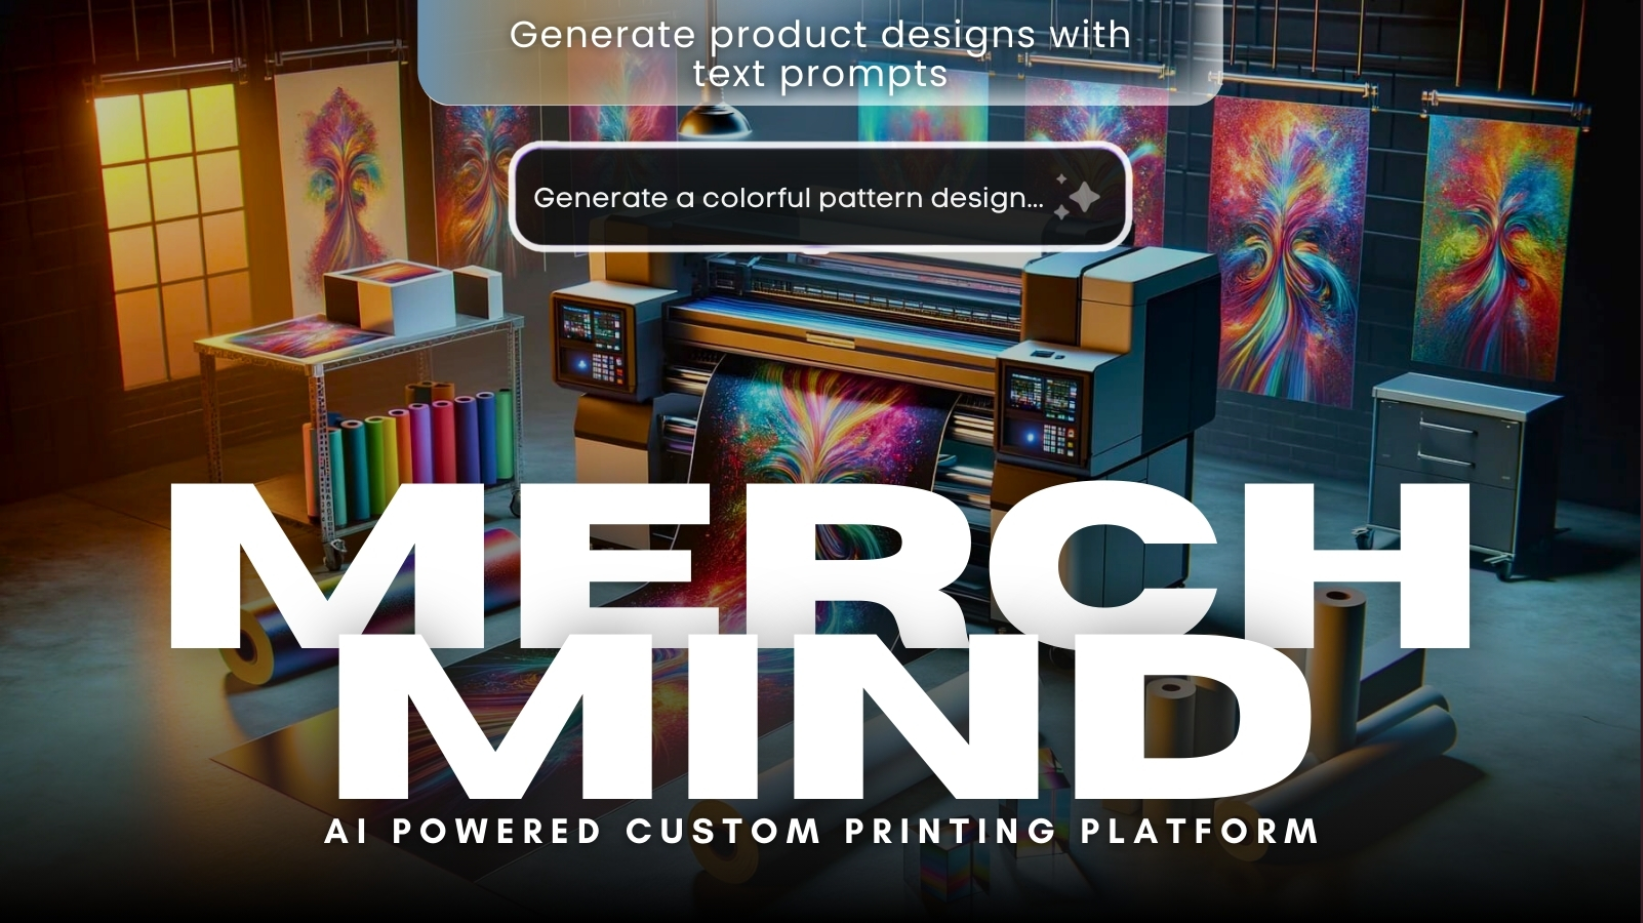 Generate product designs with
text prompts
Generate a colorful pattern design...
MERCH
MIND
AI POWERED CUSTOM PRINTING PLATFORM